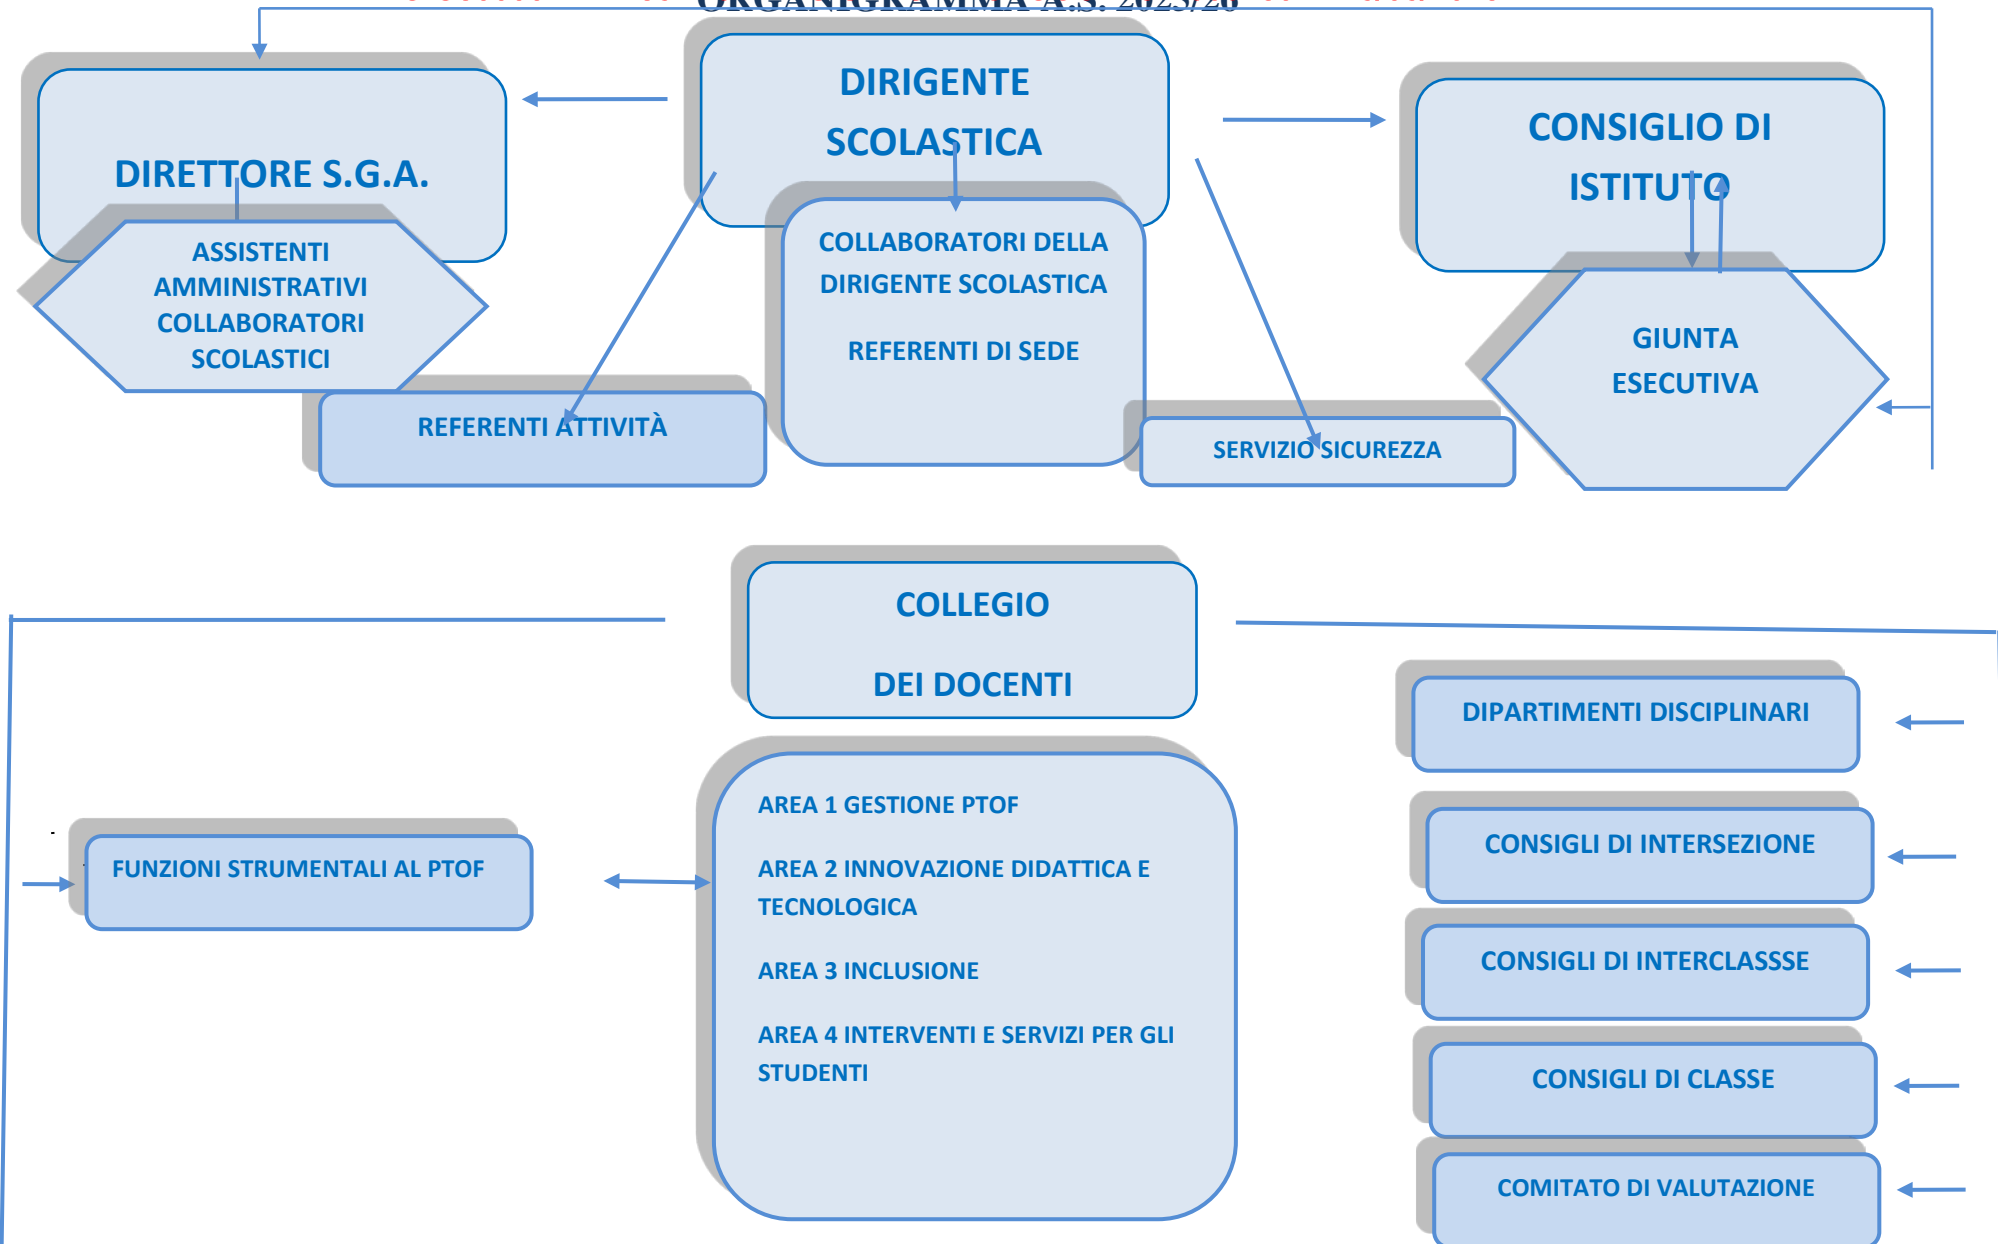 ORGANIGRAMMA A.S. 2025/26
DIRIGENTE
SCOLASTICA
DIRETTORE S.G.A.
CONSIGLIO DI
ISTITUTO
ASSISTENTI
AMMINISTRATIVI
COLLABORATORI
SCOLASTICI
COLLABORATORI DELLA
DIRIGENTE SCOLASTICA
REFERENTI DI SEDE
GIUNTA
ESECUTIVA
REFERENTI ATTIVITÀ
SERVIZIO SICUREZZA
COLLEGIO
DEI DOCENTI
DIPARTIMENTI DISCIPLINARI
CONSIGLI DI INTERSEZIONE
CONSIGLI DI INTERCLASSSE
CONSIGLI DI CLASSE
COMITATO DI VALUTAZIONE
FUNZIONI STRUMENTALI AL PTOF
AREA 1 GESTIONE PTOF
AREA 2 INNOVAZIONE DIDATTICA E
TECNOLOGICA
AREA 3 INCLUSIONE
AREA 4 INTERVENTI E SERVIZI PER GLI
STUDENTI